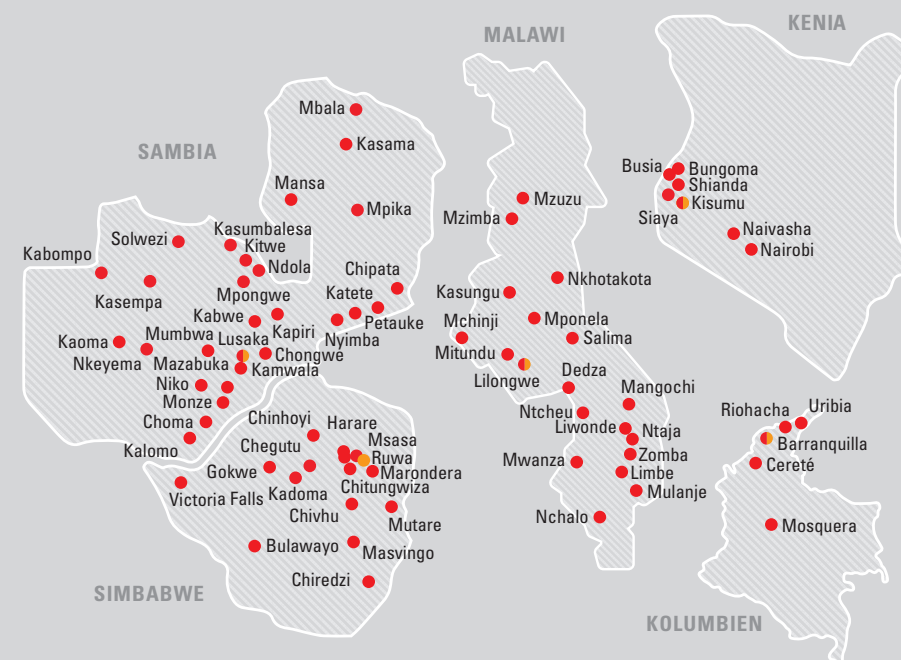 SAMBIA
Mbala
Kasama
Mansa
Mpika
Kasumbalesa
Solwezi
Kitwe
Kabompo
Ndola
Kasempa
Mpongwe
Chipata
Katete
Kabwe
Petauke
Kapiri
Nyimba
Kaoma
Mumbwa
Lusaka
Nkeyema
Chongwe
Mazabuka
Kamwala
Niko
Monze
Choma
Kalomo
SIMBABWE
Chinhoyi
Harare
Chegutu
Msasa
Ruwa
Gokwe
Marondera
Victoria Falls
Kadoma
Chitungwiza
Chivhu
Mutare
Bulawayo
Masvingo
Chiredzi
MALAWI
Mzuzu
Mzimba
Nkhotakota
Kasungu
Mponela
Mchinji
Salima
Mitundu
Lilongwe
Dedza
Mangochi
Ntcheu
Liwonde
Ntaja
Zomba
Mwanza
Limbe
Mulanje
Nchalo
KENIA
Busia
Bungoma
Shianda
Siaya
Kisumu
Naivasha
Nairobi
Riohacha
Uribia
Barranquilla
Cereté
Mosquera
KOLUMBIEN